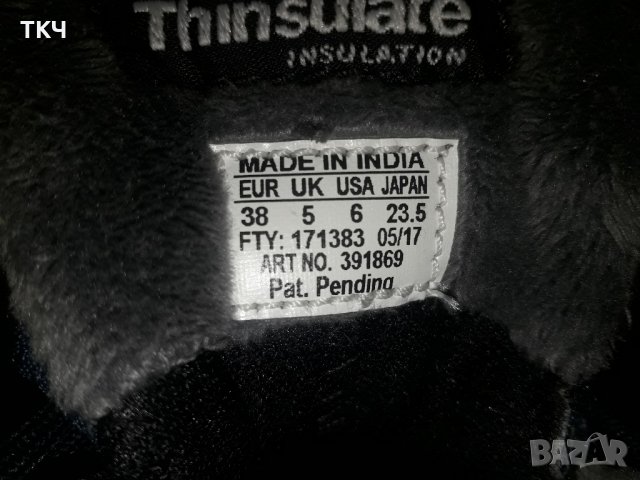 ТКЧ
Thinsulate
INSULATION
MADE IN INDIA
EUR UK USA JAPAN
38 5 6 23.5
FTY: 171383 05/17
ART NO. 391869
Pat. Pending
BAZAR